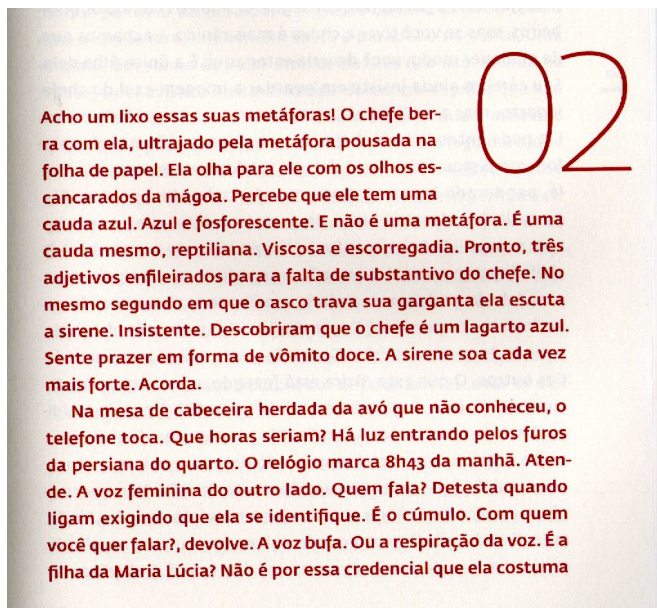 02
Acho um lixo essas suas metáforas! O chefe ber-
ra com ela, ultrajado pela metáfora pousada na
folha de papel. Ela olha para ele com os olhos es-
cancarados da mágoa. Percebe que ele tem uma
cauda azul. Azul e fosforescente. E não é uma metáfora. É uma
cauda mesmo, reptiliana. Viscosa e escorregadia. Pronto, três
adjetivos enfileirados para a falta de substantivo do chefe. No
mesmo segundo em que o asco trava sua garganta ela escuta
a sirene. Insistente. Descobriram que o chefe é um lagarto azul.
Sente prazer em forma de vômito doce. A sirene soa cada vez
mais forte. Acorda.
Na mesa de cabeceira herdada da avó que não conheceu, o
telefone toca. Que horas seriam? Há luz entrando pelos furos
da persiana do quarto. O relógio marca 8h43 da manhã. Aten-
de. A voz feminina do outro lado. Quem fala? Detesta quando
ligam exigindo que ela se identifique. É o cúmulo. Com quem
você quer falar?, devolve. A voz bufa. Ou a respiração da voz. É a
filha da Maria Lúcia? Não é por essa credencial que ela costuma